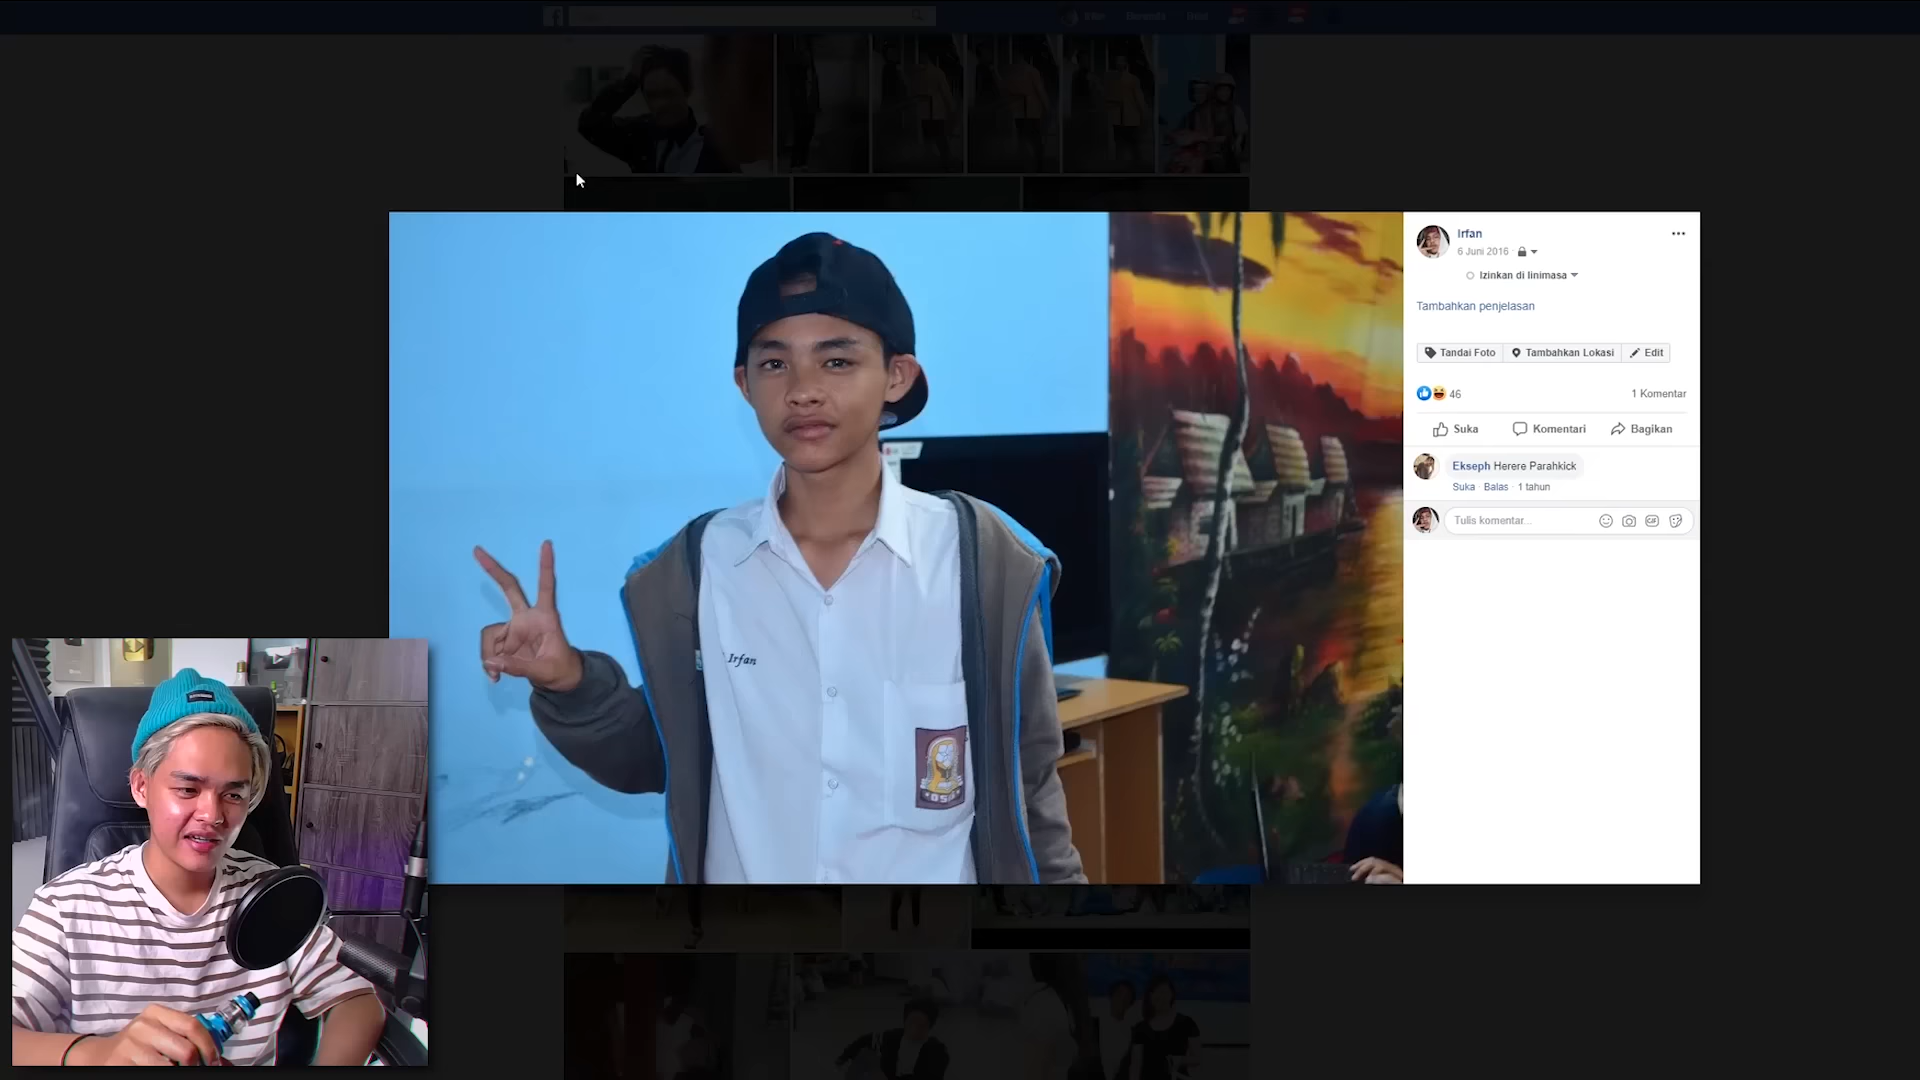 Irfan
6 Juni 2016
Izinkan di linimasa
Tambahkan penjelasan
Tandai Foto
Tambahkan Lokasi
Edit
46
1 Komentar
Suka
Komentari
Bagikan
Ekseph Herere Parahkick
Suka · Balas · 1 tahun
Tulis komentar...
GIF
Irfan
OSIS